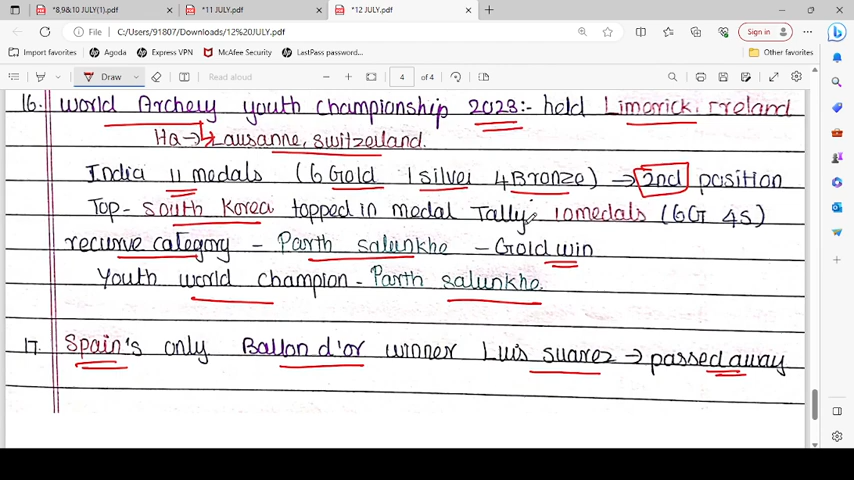 *8,9&10 JULY(1).pdf
*11 JULY.pdf
*12 JULY.pdf
File
C:/Users/91807/Downloads/12%20JULY.pdf
Sign in
Import favorites
Agoda
Express VPN
McAfee Security
LastPass password...
Other favorites
Draw
Read aloud
4
of 4
16. World Archery youth championship 2023:- held Limerick, Ireland
Hq→ Lausanne, switzerland.
India 11 medals (6 Gold 1 silver 4 Bronze) → 2nd position
Top - South Korea topped in medal Tally 10medals (6G 4S)
recurve category - Parth salunkhe - Gold win
Youth world champion - Parth salunkhe.
17. Spain's only Ballon d'or winner Luis suarez → passed away